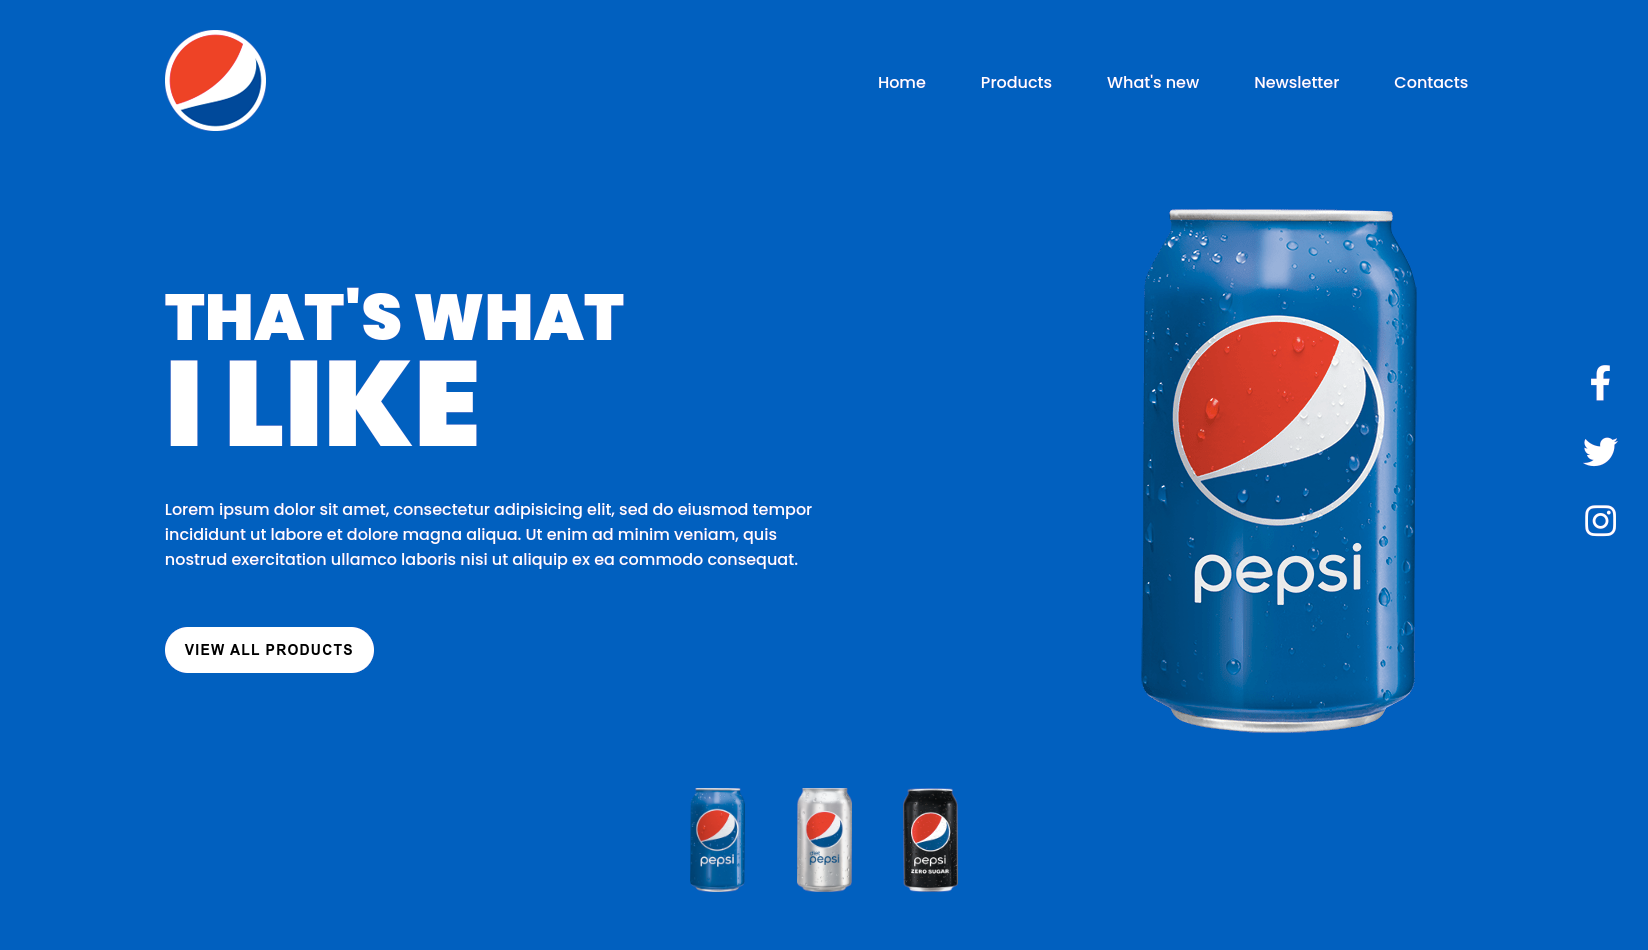 Home Products What's new Newsletter Contacts
THAT'S WHAT
I LIKE
Lorem ipsum dolor sit amet, consectetur adipisicing elit, sed do eiusmod tempor
incididunt ut labore et dolore magna aliqua. Ut enim ad minim veniam, quis
nostrud exercitation ullamco laboris nisi ut aliquip ex ea commodo consequat.
VIEW ALL PRODUCTS
pepsi
pepsi
diet
pepsi
pepsi
ZERO SUGAR